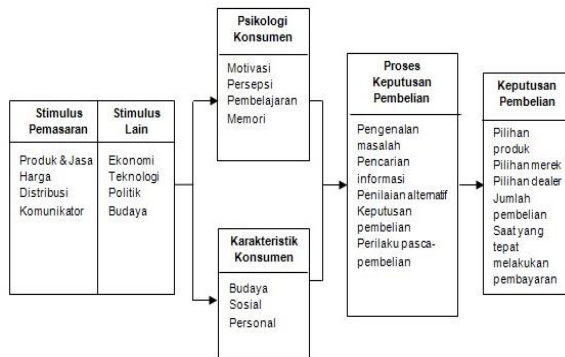 Stimulus
Pemasaran
Produk & Jasa
Harga
Distribusi
Komunikator
Stimulus
Lain
Ekonomi
Teknologi
Politik
Budaya
Psikologi
Konsumen
Motivasi
Persepsi
Pembelajaran
Memori
Karakteristik
Konsumen
Budaya
Sosial
Personal
Proses
Keputusan
Pembelian
Pengenalan
masalah
Pencarian
informasi
Penilaian alternatif
Keputusan
pembelian
Perilaku pasca-
pembelian
Keputusan
Pembelian
Pilihan
produk
Pilihan merek
Pilihan dealer
Jumlah
pembelian
Saat yang
tepat
melakukan
pembayaran